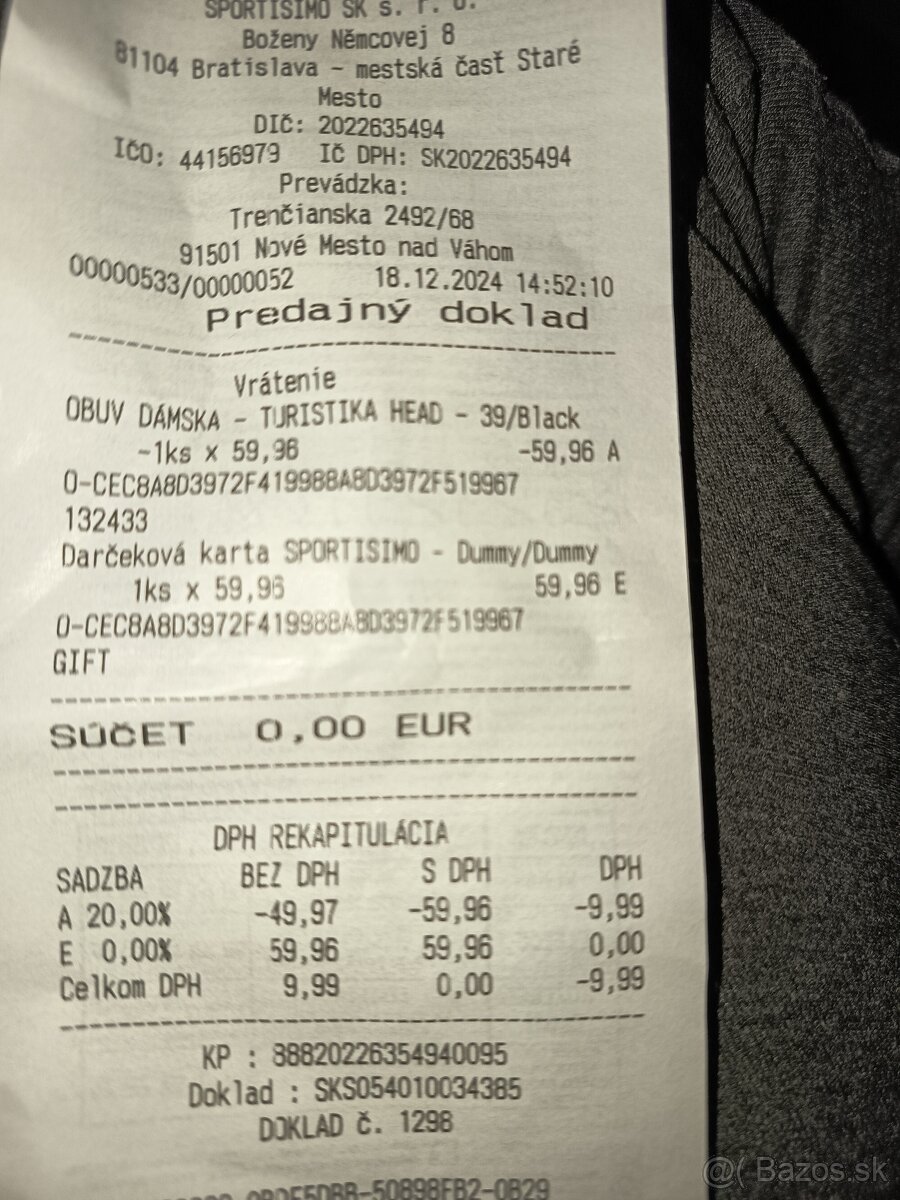 SPORTISIMO SK s. r. o.
Boženy Němcovej 8
81104 Bratislava - mestská časť Staré
Mesto
DIČ: 2022635494
IČO: 44156979 IČ DPH: SK2022635494
Prevádzka:
Trenčianska 2492/68
91501 Nové Mesto nad Váhom
00000533/00000052 18.12.2024 14:52:10
Predajný doklad
Vrátenie
OBUV DÁMSKA - TURISTIKA HEAD - 39/Black
-1ks x 59,96 -59,96 A
O-CEC8A8D3972F419988A8D3972F519967
132433
Darčeková karta SPORTISIMO - Dummy/Dummy
1ks x 59,96 59,96 E
O-CEC8A8D3972F419988A8D3972F519967
GIFT
SÚČET 0,00 EUR
DPH REKAPITULÁCIA
SADZBA BEZ DPH S DPH DPH
A 20,00% -49,97 -59,96 -9,99
E 0,00% 59,96 59,96 0,00
Celkom DPH 9,99 0,00 -9,99
KP : 88820226354940095
Doklad : SKS054010034385
DOKLAD č. 1298
@( Bazos.sk